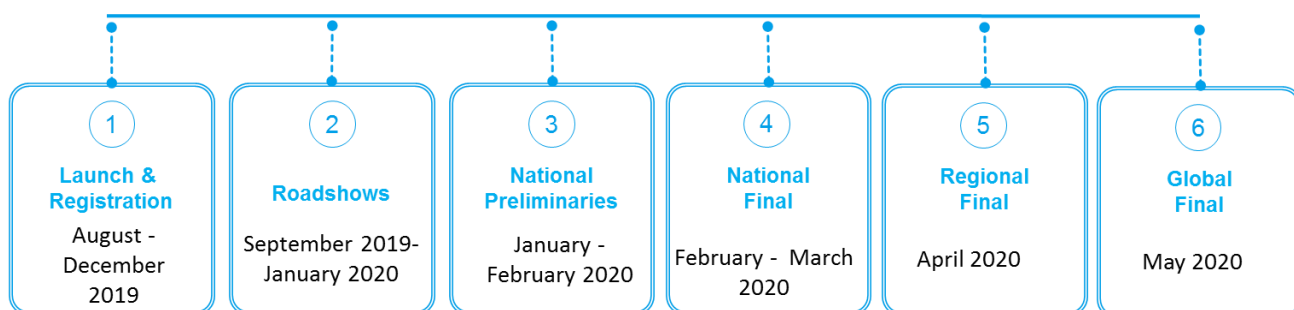 1
Launch &
Registration
August -
December
2019
2
Roadshows
September 2019-
January 2020
3
National
Preliminaries
January -
February 2020
4
National
Final
February - March
2020
5
Regional
Final
April 2020
6
Global
Final
May 2020